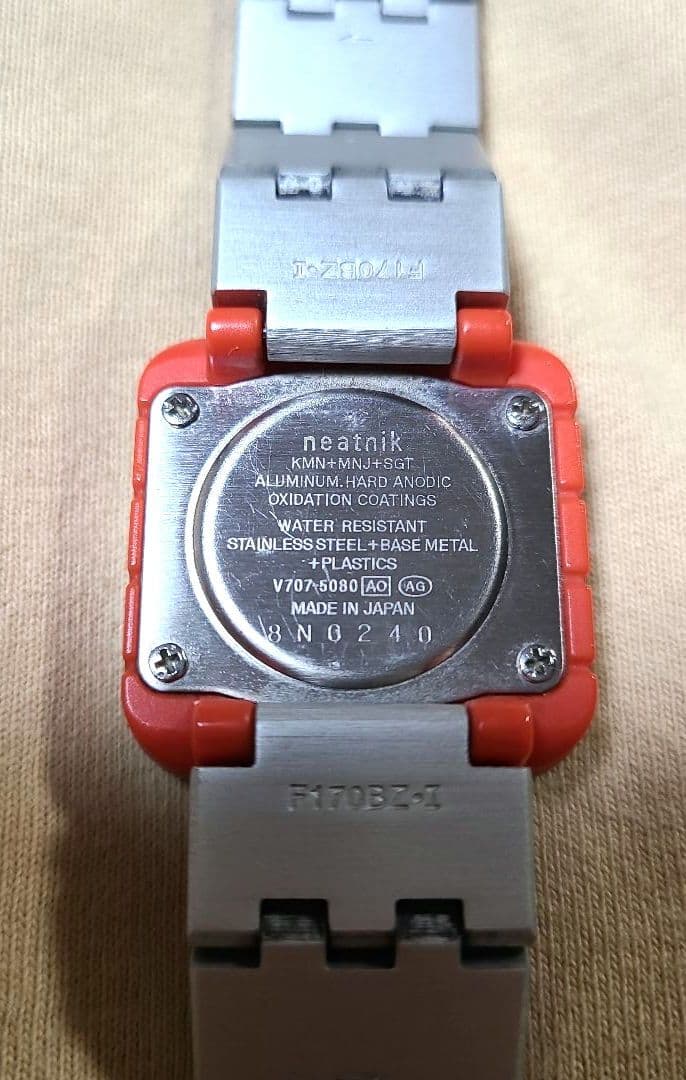 F170BZ·I
neatnik
KMN+MNJ+SGT
ALUMINUM.HARD ANODIC
OXIDATION COATINGS
WATER RESISTANT
STAINLESS STEEL+BASE METAL
+PLASTICS
V707-5080 AO AG
MADE IN JAPAN
8N0240
F170BZ·I